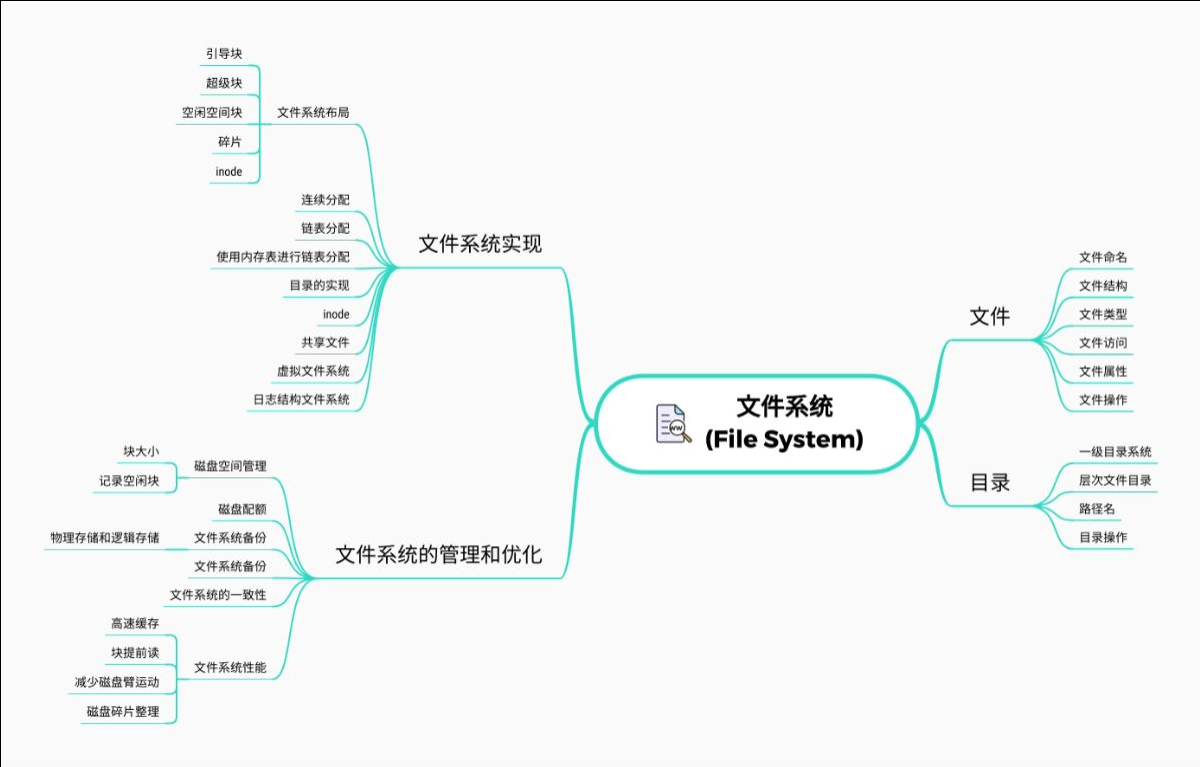 文件系统
(File System)
文件系统实现
文件系统布局
引导块
超级块
空闲空间块
碎片
inode
连续分配
链表分配
使用内存表进行链表分配
目录的实现
inode
共享文件
虚拟文件系统
日志结构文件系统
文件系统的管理和优化
磁盘空间管理
块大小
记录空闲块
磁盘配额
文件系统备份
物理存储和逻辑存储
文件系统备份
文件系统的一致性
文件系统性能
高速缓存
块提前读
减少磁盘臂运动
磁盘碎片整理
文件
文件命名
文件结构
文件类型
文件访问
文件属性
文件操作
目录
一级目录系统
层次文件目录
路径名
目录操作